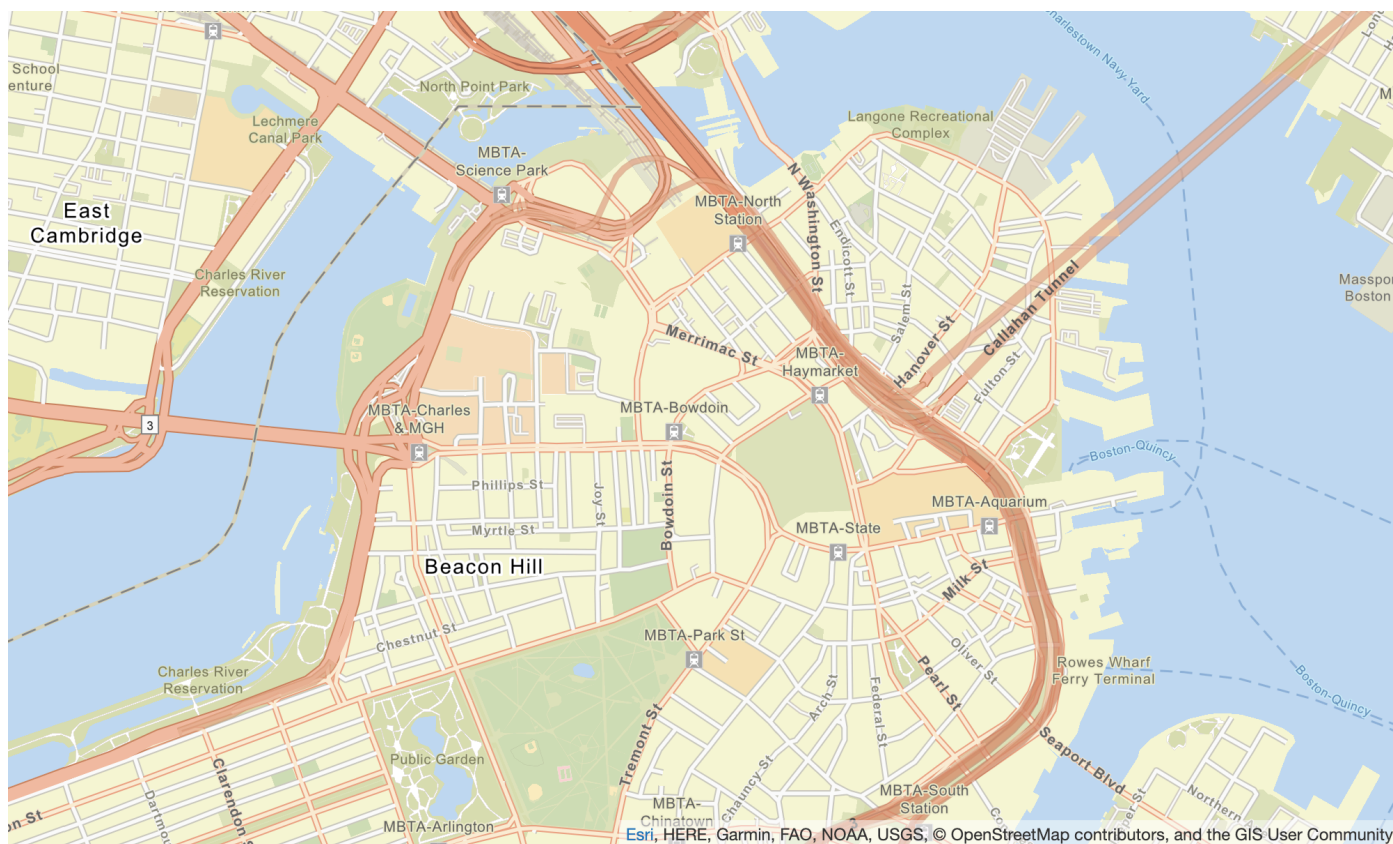 Charlestown Navy Yard
School
North Point Park
Langone Recreational
Complex
Lechmere
Canal Park
MBTA-
Science Park
N Washington St
MBTA-North
Station
East
Cambridge
Endicott St
Charles River
Reservation
Salem St
Callahan Tunnel
Hanover St
Boston
Merrimac St
MBTA-
Haymarket
Fulton St
MBTA-Charles
& MGH
MBTA-Bowdoin
3
Boston-Quincy
Phillips St
Joy St
Bowdoin St
MBTA-Aquarium
Myrtle St
MBTA-State
Beacon Hill
Milk St
Chestnut St
MBTA-Park St
Oliver St
Charles River
Reservation
Pearl St
Rowes Wharf
Ferry Terminal
Arch St
Federal St
Boston-Quincy
Tremont St
Seaport Blvd
Public Garden
Clarendon S
Chauncy St
MBTA-South
Station
Dartmou
MBTA-
Chinatown
Northern A
on St
MBTA-Arlington
Esri, HERE, Garmin, FAO, NOAA, USGS, © OpenStreetMap contributors, and the GIS User Community